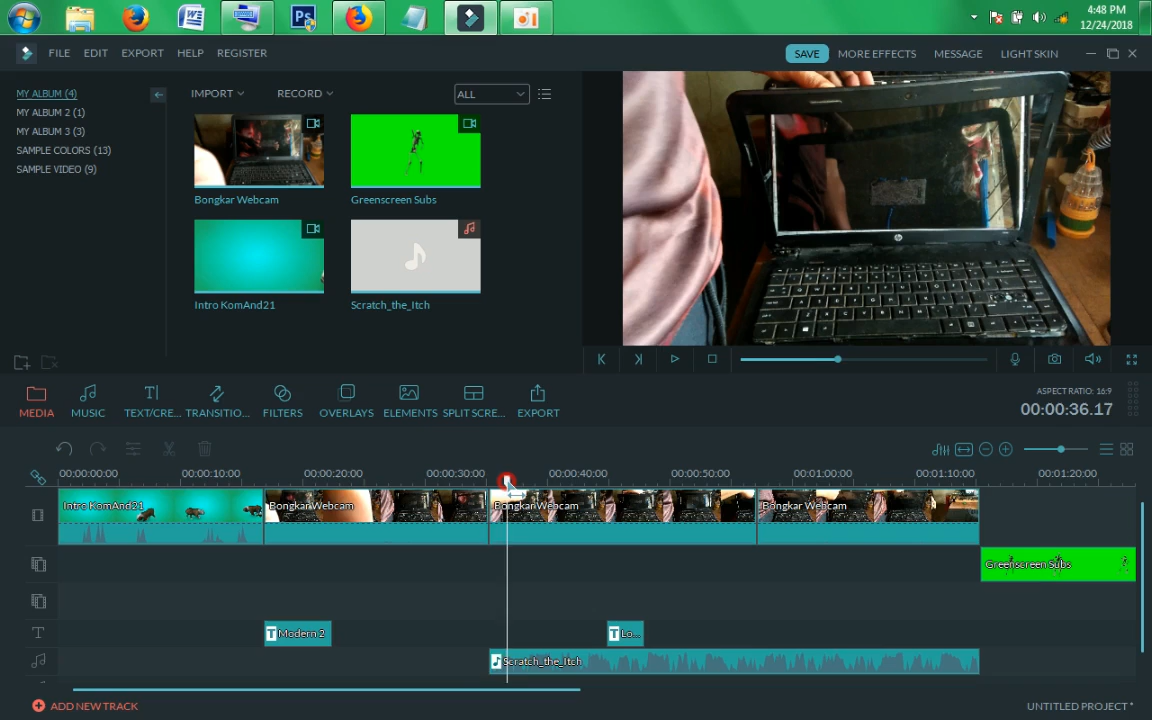 4:48 PM
12/24/2018
FILE EDIT EXPORT HELP REGISTER
SAVE MORE EFFECTS MESSAGE LIGHT SKIN
MY ALBUM (4)
MY ALBUM 2 (1)
MY ALBUM 3 (3)
SAMPLE COLORS (13)
SAMPLE VIDEO (9)
IMPORT RECORD ALL
Bongkar Webcam Greenscreen Subs
Intro KomAnd21 Scratch_the_Itch
MEDIA MUSIC TEXT/CRE... TRANSITIO... FILTERS OVERLAYS ELEMENTS SPLIT SCRE... EXPORT
ASPECT RATIO: 16:9
00:00:36.17
00:00:00:00 00:00:10:00 00:00:20:00 00:00:30:00 00:00:40:00 00:00:50:00 00:01:00:00 00:01:10:00 00:01:20:00
Intro KomAnd21 Bongkar Webcam Bongkar Webcam Bongkar Webcam
Greenscreen Subs
T Modern 2 T Lo...
Scratch_the_Itch
ADD NEW TRACK
UNTITLED PROJECT *